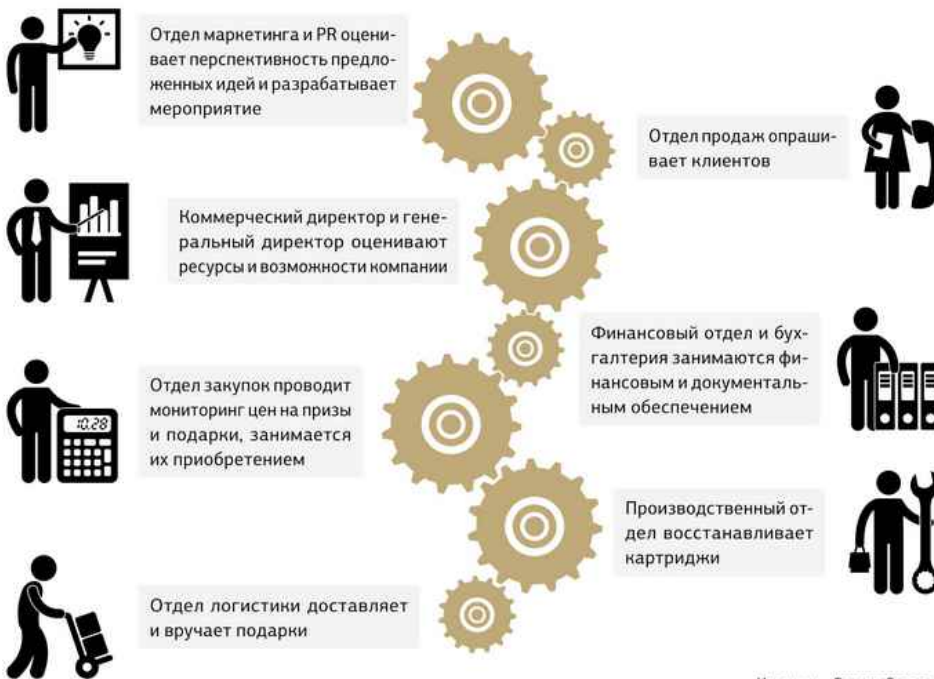 Отдел маркетинга и PR оцени-
вает перспективность предло-
женных идей и разрабатывает
мероприятие
Отдел продаж опраши-
вает клиентов
Коммерческий директор и гене-
ральный директор оценивают
ресурсы и возможности компании
Финансовый отдел и бух-
галтерия занимаются фи-
нансовым и документаль-
ным обеспечением
Отдел закупок проводит
мониторинг цен на призы
и подарки, занимается
их приобретением
10.28
Производственный от-
дел восстанавливает
картриджи
Отдел логистики доставляет
и вручает подарки